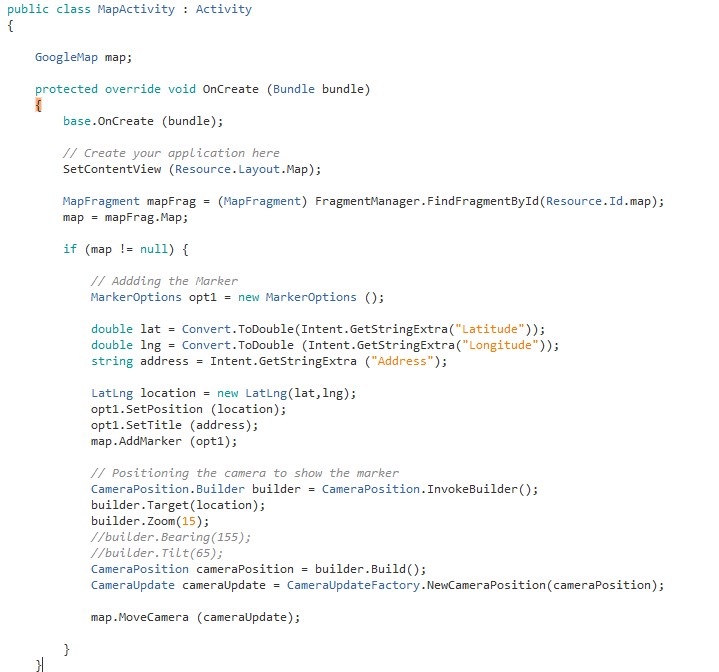 public class MapActivity : Activity
{
GoogleMap map;
protected override void OnCreate (Bundle bundle)
{
base.OnCreate (bundle);
// Create your application here
SetContentView (Resource.Layout.Map);
MapFragment mapFrag = (MapFragment) FragmentManager.FindFragmentById(Resource.Id.map);
map = mapFrag.Map;
if (map != null) {
// Addding the Marker
MarkerOptions opt1 = new MarkerOptions ();
double lat = Convert.ToDouble(Intent.GetStringExtra("Latitude"));
double lng = Convert.ToDouble (Intent.GetStringExtra("Longitude"));
string address = Intent.GetStringExtra ("Address");
LatLng location = new LatLng(lat,lng);
opt1.SetPosition (location);
opt1.SetTitle (address);
map.AddMarker (opt1);
// Positioning the camera to show the marker
CameraPosition.Builder builder = CameraPosition.InvokeBuilder();
builder.Target(location);
builder.Zoom(15);
//builder.Bearing(155);
//builder.Tilt(65);
CameraPosition cameraPosition = builder.Build();
CameraUpdate cameraUpdate = CameraUpdateFactory.NewCameraPosition(cameraPosition);
map.MoveCamera (cameraUpdate);
}
}